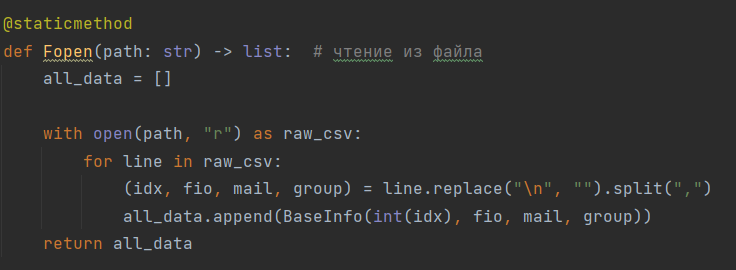 @staticmethod
def Fopen(path: str) -> list:  # чтение из файла
    all_data = []
    with open(path, "r") as raw_csv:
        for line in raw_csv:
            (idx, fio, mail, group) = line.replace("\n", "").split(",")
            all_data.append(BaseInfo(int(idx), fio, mail, group))
    return all_data